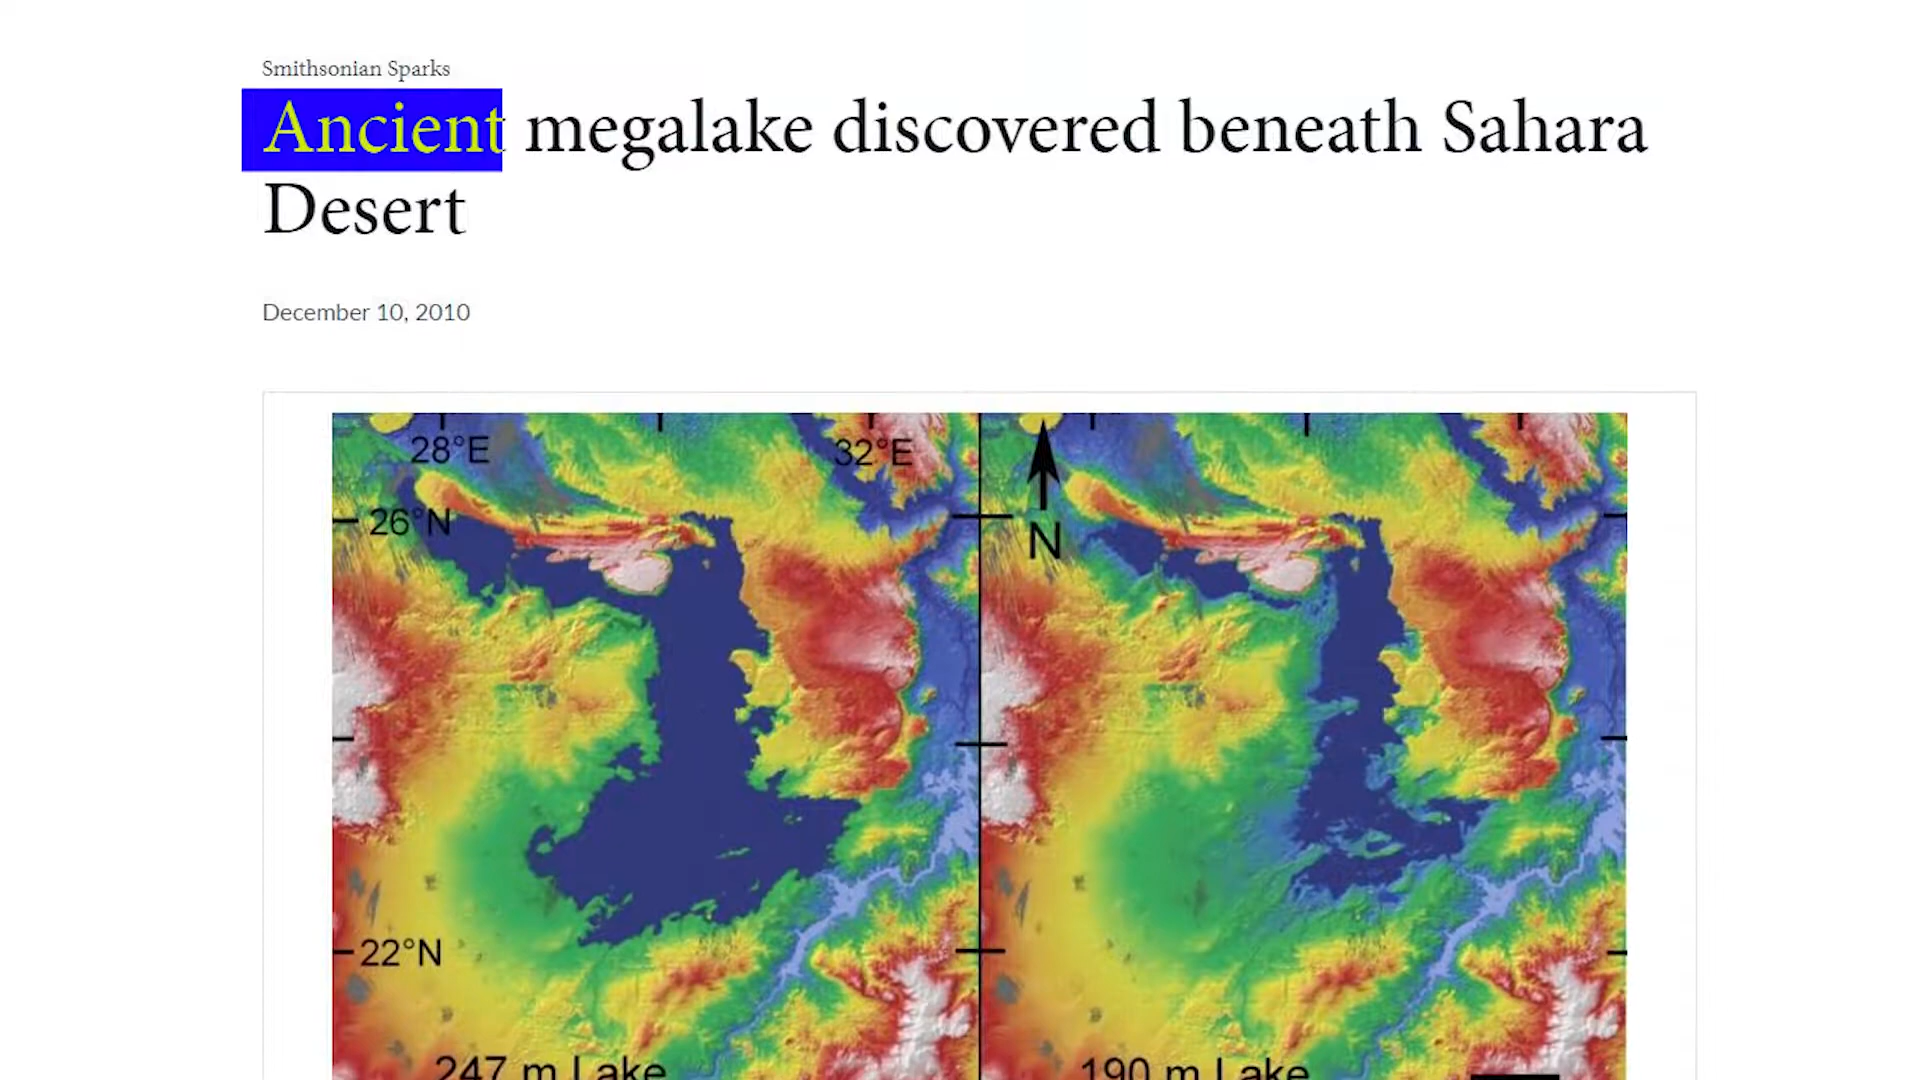 Smithsonian Sparks
Ancient megalake discovered beneath Sahara
Desert
December 10, 2010
28°E
32°E
26°N
N
22°N
247 m Lake
190 m Lake